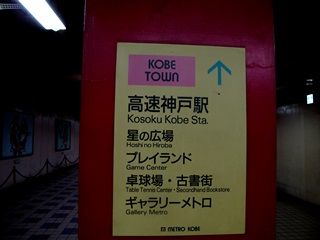 KOBE
TOWN
↑
高速神戸駅
Kosoku Kobe Sta.
星の広場
Hoshi no Hiroba
プレイランド
Game Center
卓球場・古書街
Table Tennis Center・Secondhand Bookstore
ギャラリーメトロ
Gallery Metro
METRO KOBE